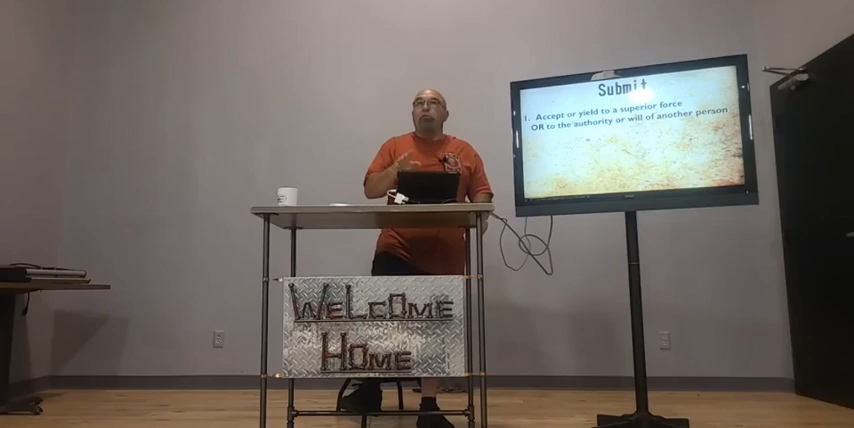 Submit
1. Accept or yield to a superior force
OR to the authority or will of another person
WELCOME
HOME